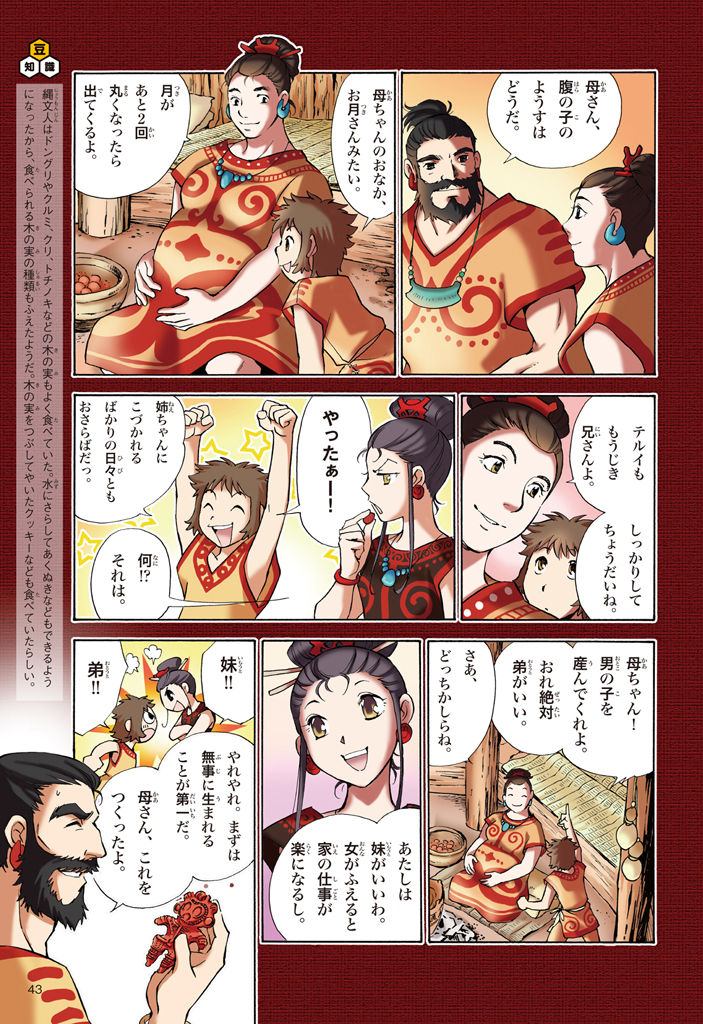 母さん、
腹の子の
ようすは
どうだ。
母ちゃんのおなか、
お月さんみたい。
月が
あと2回
丸くなったら
出てくるよ。
テルイも
もうじき
兄さんよ。
しっかりして
ちょうだいね。
やったぁー!
姉ちゃんに
こづかれる
ばかりの日々とも
おさらばだっ。
何!?
それは。
母ちゃん!
男の子を
産んでくれよ。
おれ絶対
弟がいい。
さあ、
どっちかしらね。
あたしは
妹がいいわ。
女がふえると
家の仕事が
楽になるし。
妹!!
弟!!
やれやれ。まずは
無事に生まれる
ことが第一だ。
母さん、これを
つくったよ。
豆
知識
縄文人はドングリやクルミ、クリ、トチノキなどの木の実もよく食べていた。水にさらしてあくぬきなどもできるよう
になったから、食べられる木の実の種類もふえたようだ。木の実をつぶしてやいたクッキーなども食べていたらしい。
43